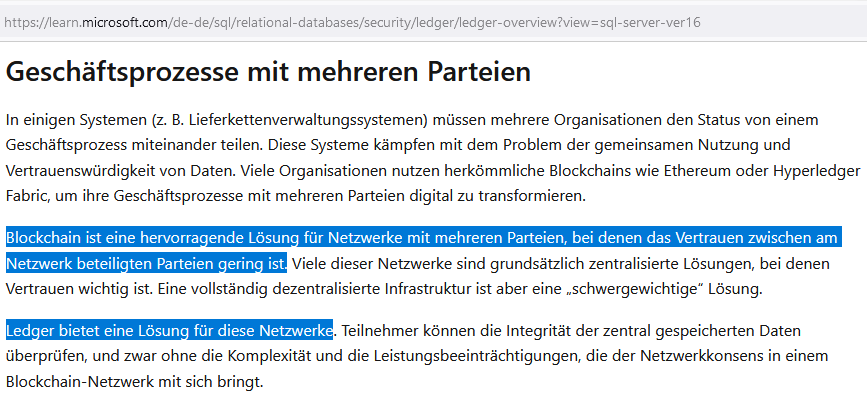 https://learn.microsoft.com/de-de/sql/relational-databases/security/ledger/ledger-overview?view=sql-server-ver16
Geschäftsprozesse mit mehreren Parteien
In einigen Systemen (z. B. Lieferkettenverwaltungssystemen) müssen mehrere Organisationen den Status von einem
Geschäftsprozess miteinander teilen. Diese Systeme kämpfen mit dem Problem der gemeinsamen Nutzung und
Vertrauenswürdigkeit von Daten. Viele Organisationen nutzen herkömmliche Blockchains wie Ethereum oder Hyperledger
Fabric, um ihre Geschäftsprozesse mit mehreren Parteien digital zu transformieren.
Blockchain ist eine hervorragende Lösung für Netzwerke mit mehreren Parteien, bei denen das Vertrauen zwischen am
Netzwerk beteiligten Parteien gering ist. Viele dieser Netzwerke sind grundsätzlich zentralisierte Lösungen, bei denen
Vertrauen wichtig ist. Eine vollständig dezentralisierte Infrastruktur ist aber eine „schwergewichtige“ Lösung.
Ledger bietet eine Lösung für diese Netzwerke. Teilnehmer können die Integrität der zentral gespeicherten Daten
überprüfen, und zwar ohne die Komplexität und die Leistungsbeeinträchtigungen, die der Netzwerkkonsens in einem
Blockchain-Netzwerk mit sich bringt.